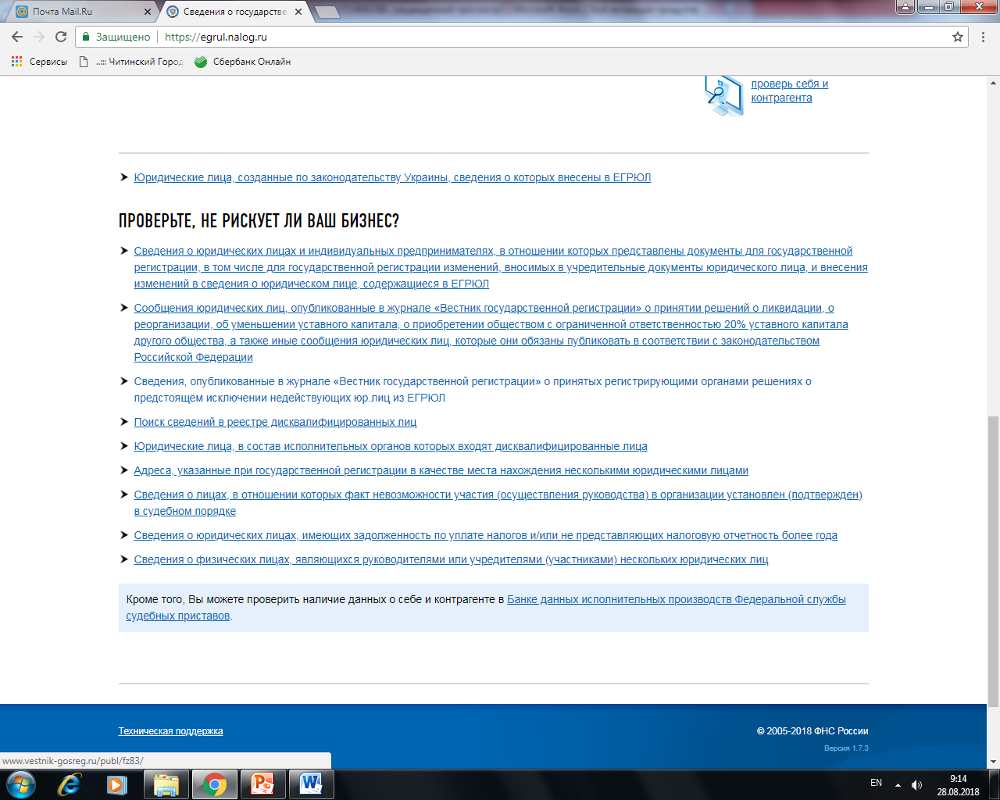 Почта Mail.Ru
Сведения о государстве
Защищено
https://egrul.nalog.ru
Сервисы
..::: Читинский Город
Сбербанк Онлайн
проверь себя и
контрагента
Юридические лица, созданные по законодательству Украины, сведения о которых внесены в ЕГРЮЛ
ПРОВЕРЬТЕ, НЕ РИСКУЕТ ЛИ ВАШ БИЗНЕС?
Сведения о юридических лицах и индивидуальных предпринимателях, в отношении которых представлены документы для государственной
регистрации, в том числе для государственной регистрации изменений, вносимых в учредительные документы юридического лица, и внесения
изменений в сведения о юридическом лице, содержащиеся в ЕГРЮЛ
Сообщения юридических лиц, опубликованные в журнале «Вестник государственной регистрации» о принятии решений о ликвидации, о
реорганизации, об уменьшении уставного капитала, о приобретении обществом с ограниченной ответственностью 20% уставного капитала
другого общества, а также иные сообщения юридических лиц, которые они обязаны публиковать в соответствии с законодательством
Российской Федерации
Сведения, опубликованные в журнале «Вестник государственной регистрации» о принятых регистрирующими органами решениях о
предстоящем исключении недействующих юр.лиц из ЕГРЮЛ
Поиск сведений в реестре дисквалифицированных лиц
Юридические лица, в состав исполнительных органов которых входят дисквалифицированные лица
Адреса, указанные при государственной регистрации в качестве места нахождения несколькими юридическими лицами
Сведения о лицах, в отношении которых факт невозможности участия (осуществления руководства) в организации установлен (подтвержден)
в судебном порядке
Сведения о юридических лицах, имеющих задолженность по уплате налогов и/или не представляющих налоговую отчетность более года
Сведения о физических лицах, являющихся руководителями или учредителями (участниками) нескольких юридических лиц
Кроме того, Вы можете проверить наличие данных о себе и контрагенте в Банке данных исполнительных производств Федеральной службы
судебных приставов.
Техническая поддержка
© 2005-2018 ФНС России
Версия 1.7.3
www.vestnik-gosreg.ru/publ/fz83/
EN
9:14
28.08.2018